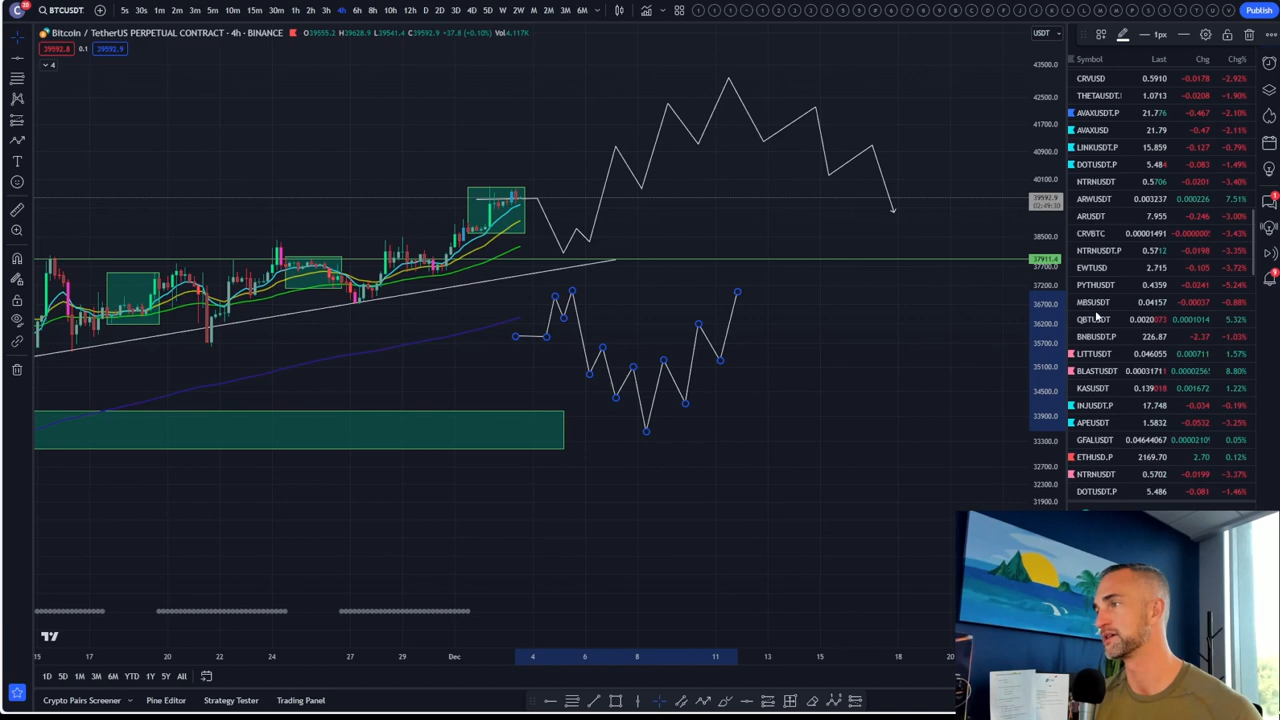 C 28 BTCUSDT. 5s 30s 1m 2m 3m 5m 10m 15m 30m 1h 2h 3h 4h 6h 8h 10h 12h D 2D 3D 4D 5D W 2W M 2M 3M 6M Publish
Bitcoin / TetherUS PERPETUAL CONTRACT · 4h · BINANCE O39555.2 H39628.9 L39541.4 C39592.9 +37.8 (+0.10%) Vol4.117K USDT
39592.8 0.1 39592.9
4
1px
Symbol Last Chg Chg%
CRVUSD 0.5910 −0.0178 −2.92%
THETAUSDT.I 1.0713 −0.0208 −1.90%
AVAXUSDT.P 21.776 −0.467 −2.10%
AVAXUSD 21.79 −0.47 −2.11%
LINKUSDT.P 15.859 −0.127 −0.79%
DOTUSDT.P 5.484 −0.083 −1.49%
NTRNUSDT 0.5706 −0.0201 −3.40%
ARWUSDT 0.003237 0.000226 7.51%
ARUSDT 7.955 −0.246 −3.00%
CRVBTC 0.00001491 −0.000000 −3.43%
NTRNUSDT.P 0.5712 −0.0198 −3.35%
EWTUSD 2.715 −0.105 −3.72%
PYTHUSDT 0.4359 −0.0241 −5.24%
MBSUSDT 0.04157 −0.00037 −0.88%
QBTUSDT 0.0020073 0.0001014 5.32%
BNBUSDT.P 226.87 −2.37 −1.03%
LITTUSDT 0.046055 0.000711 1.57%
BLASTUSDT 0.0003171 0.0000256 8.80%
KASUSDT 0.139018 0.001672 1.22%
INJUSDT.P 17.748 −0.034 −0.19%
APEUSDT 1.5832 −0.0532 −3.25%
GFALUSDT 0.04644067 0.0000210 0.05%
ETHUSD.P 2169.70 2.70 0.12%
NTRNUSDT 0.5702 −0.0199 −3.37%
DOTUSDT.P 5.486 −0.081 −1.46%
43500.0
42500.0
41700.0
40900.0
40100.0
39592.9
02:49:30
38500.0
37911.4
37700.0
37200.0
36700.0
36200.0
35700.0
35100.0
34500.0
33900.0
33300.0
32700.0
32300.0
31900.0
15 17 20 22 24 27 29 Dec 4 6 8 11 13 15 18 20
1D 5D 1M 3M 6M YTD 1Y 5Y All
Crypto Pairs Screener Pine Editor Strategy Tester Trading Panel